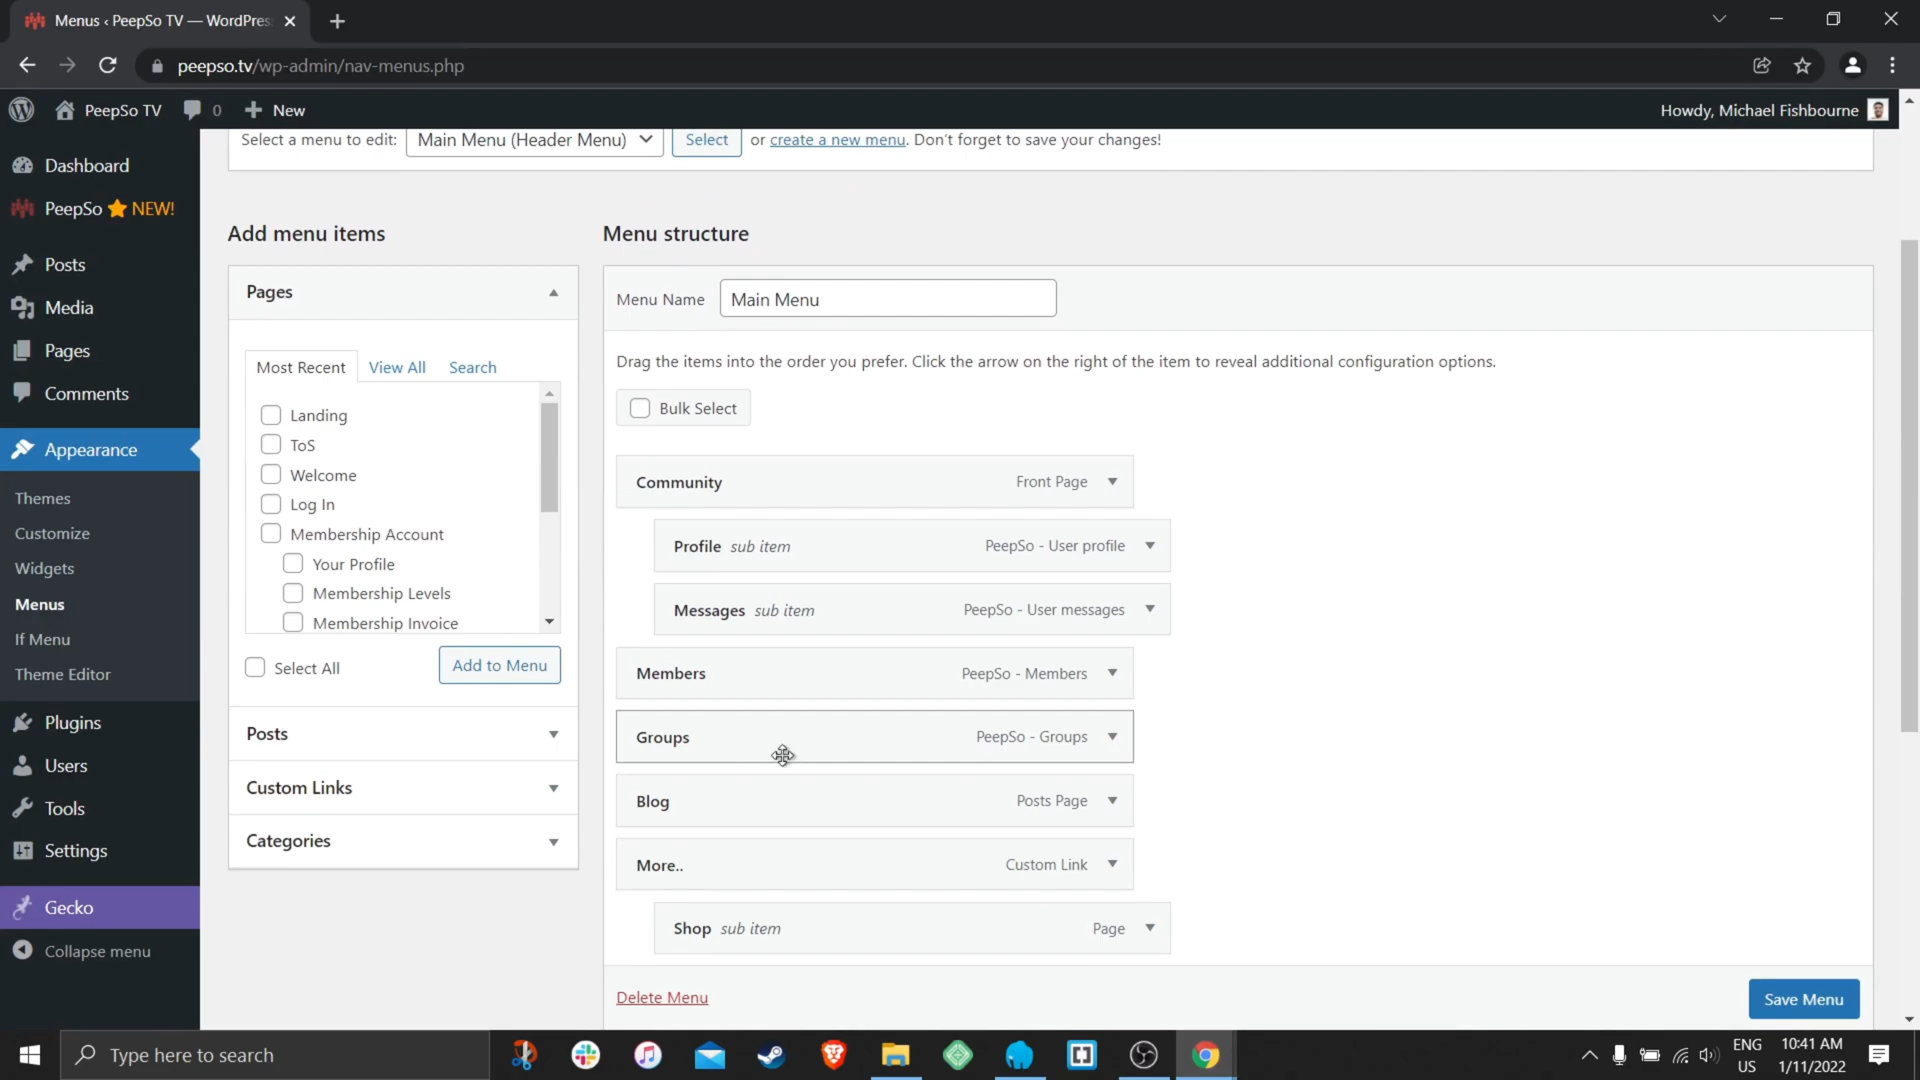 Menus ‹ PeepSo TV — WordPres
peepso.tv/wp-admin/nav-menus.php
PeepSo TV
0
New
Howdy, Michael Fishbourne
Select a menu to edit: Main Menu (Header Menu) Select or create a new menu. Don't forget to save your changes!
Dashboard
PeepSo NEW!
Posts
Media
Pages
Comments
Appearance
Themes
Customize
Widgets
Menus
If Menu
Theme Editor
Plugins
Users
Tools
Settings
Gecko
Collapse menu
Add menu items
Pages
Most Recent View All Search
Landing
ToS
Welcome
Log In
Membership Account
Your Profile
Membership Levels
Membership Invoice
Select All Add to Menu
Posts
Custom Links
Categories
Menu structure
Menu Name Main Menu
Drag the items into the order you prefer. Click the arrow on the right of the item to reveal additional configuration options.
Bulk Select
Community Front Page
Profile sub item PeepSo - User profile
Messages sub item PeepSo - User messages
Members PeepSo - Members
Groups PeepSo - Groups
Blog Posts Page
More.. Custom Link
Shop sub item Page
Delete Menu Save Menu
Type here to search
ENG
US
10:41 AM
1/11/2022